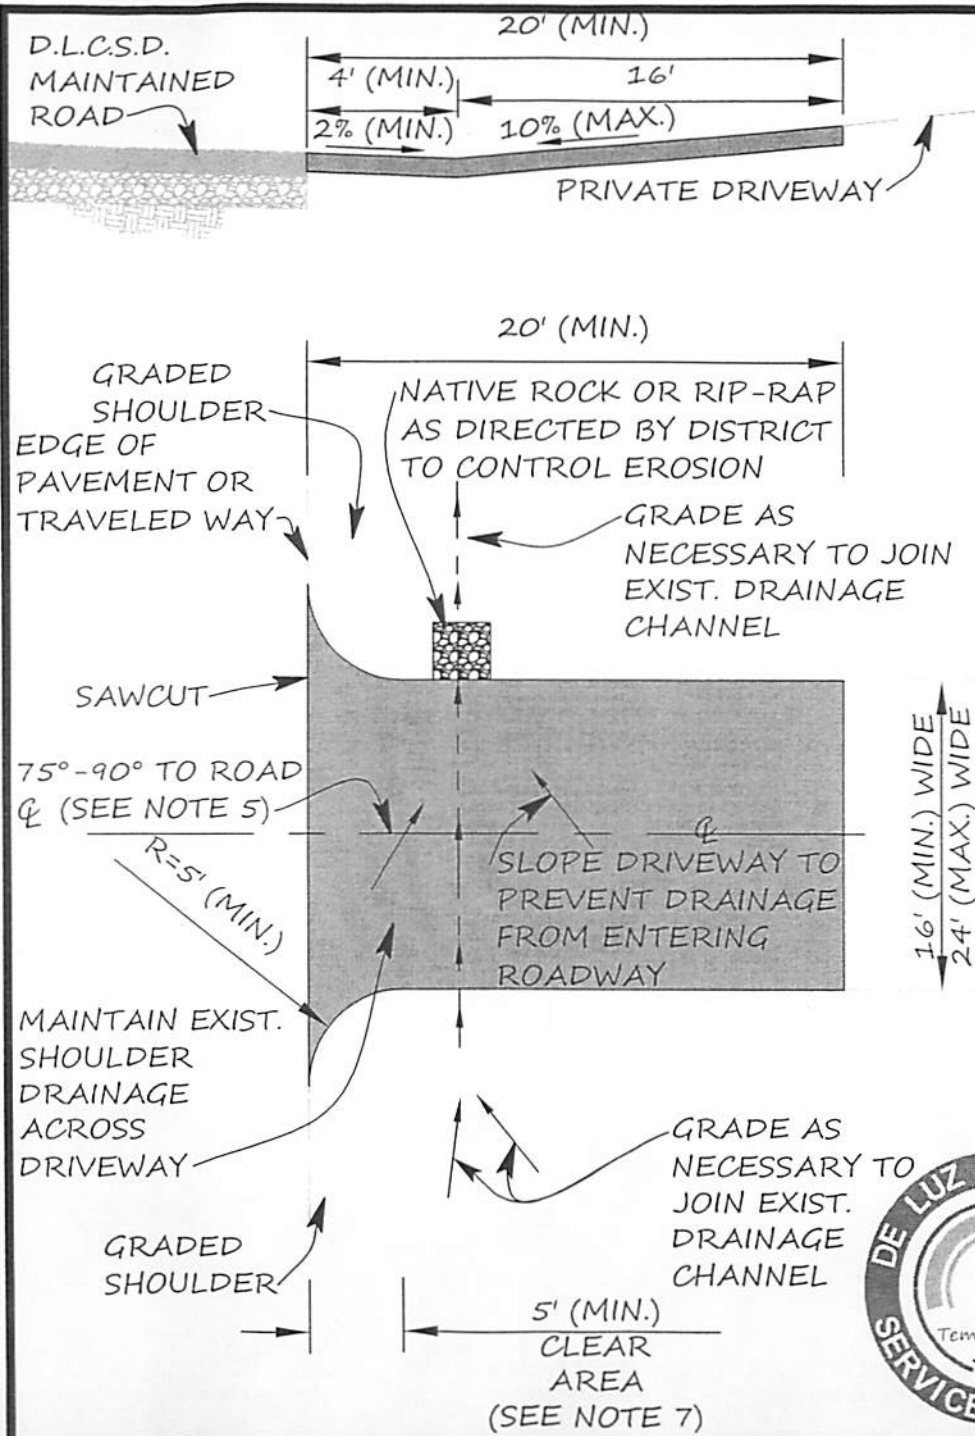 20' (MIN.)
D.L.C.S.D.
MAINTAINED
ROAD
4' (MIN.)
16'
2% (MIN.)
10% (MAX.)
PRIVATE DRIVEWAY
20' (MIN.)
GRADED
SHOULDER
NATIVE ROCK OR RIP-RAP
AS DIRECTED BY DISTRICT
TO CONTROL EROSION
EDGE OF
PAVEMENT OR
TRAVELED WAY
GRADE AS
NECESSARY TO JOIN
EXIST. DRAINAGE
CHANNEL
SAWCUT
75°-90° TO ROAD
℄ (SEE NOTE 5)
℄
R=5' (MIN.)
SLOPE DRIVEWAY TO
PREVENT DRAINAGE
FROM ENTERING
ROADWAY
16' (MIN.) WIDE
24' (MAX.) WIDE
MAINTAIN EXIST.
SHOULDER
DRAINAGE
ACROSS
DRIVEWAY
GRADE AS
NECESSARY TO
JOIN EXIST.
DRAINAGE
CHANNEL
GRADED
SHOULDER
5' (MIN.)
CLEAR
AREA
(SEE NOTE 7)
DE LUZ
SERVICE